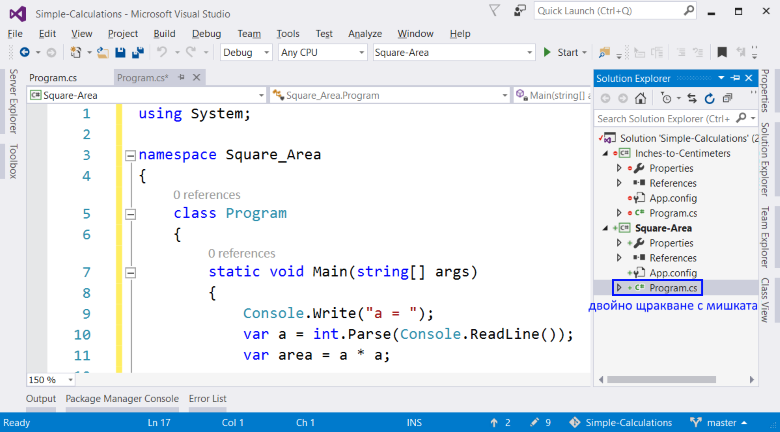 Simple-Calculations - Microsoft Visual Studio
Quick Launch (Ctrl+Q)
File Edit View Project Build Debug Team Tools Test Analyze Window Help
Debug Any CPU Square-Area Start
Server Explorer
Toolbox
Program.cs Program.cs*
Square-Area Square_Area.Program Main(string[] a
1 using System;
2
3 namespace Square_Area
4 {
0 references
5 class Program
6 {
0 references
7 static void Main(string[] args)
8 {
9 Console.Write("a = ");
10 var a = int.Parse(Console.ReadLine());
11 var area = a * a;
150 %
Solution Explorer
Search Solution Explorer (Ctrl+
Solution 'Simple-Calculations' (2
Inches-to-Centimeters
Properties
References
App.config
Program.cs
Square-Area
Properties
References
App.config
Program.cs
двойно щракване с мишката
Properties
Solution Explorer
Team Explorer
Class View
Output Package Manager Console Error List
Ready Ln 17 Col 1 Ch 1 INS 2 9 Simple-Calculations master